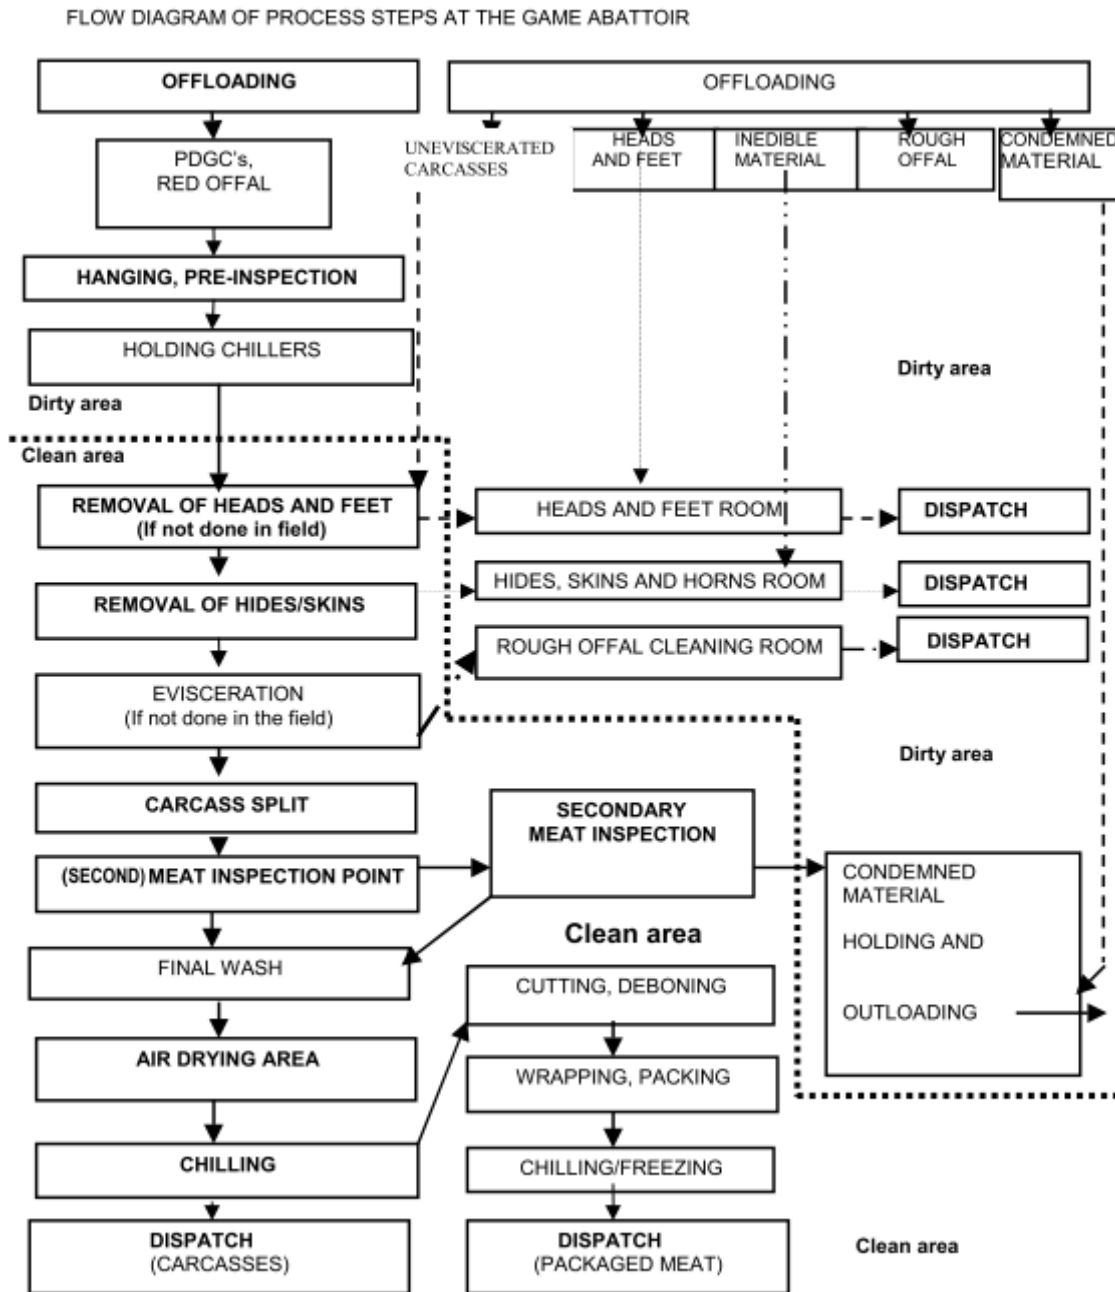 FLOW DIAGRAM OF PROCESS STEPS AT THE GAME ABATTOIR
OFFLOADING
OFFLOADING
PDGC's,
RED OFFAL
UNEVISCERATED
CARCASSES
HEADS
AND FEET
INEDIBLE
MATERIAL
ROUGH
OFFAL
CONDEMNED
MATERIAL
HANGING, PRE-INSPECTION
HOLDING CHILLERS
Dirty area
Dirty area
Clean area
REMOVAL OF HEADS AND FEET
(If not done in field)
HEADS AND FEET ROOM
DISPATCH
REMOVAL OF HIDES/SKINS
HIDES, SKINS AND HORNS ROOM
DISPATCH
ROUGH OFFAL CLEANING ROOM
DISPATCH
EVISCERATION
(If not done in the field)
Dirty area
CARCASS SPLIT
SECONDARY
MEAT INSPECTION
(SECOND) MEAT INSPECTION POINT
CONDEMNED
MATERIAL
HOLDING AND
OUTLOADING
Clean area
FINAL WASH
CUTTING, DEBONING
AIR DRYING AREA
WRAPPING, PACKING
CHILLING
CHILLING/FREEZING
DISPATCH
(CARCASSES)
DISPATCH
(PACKAGED MEAT)
Clean area